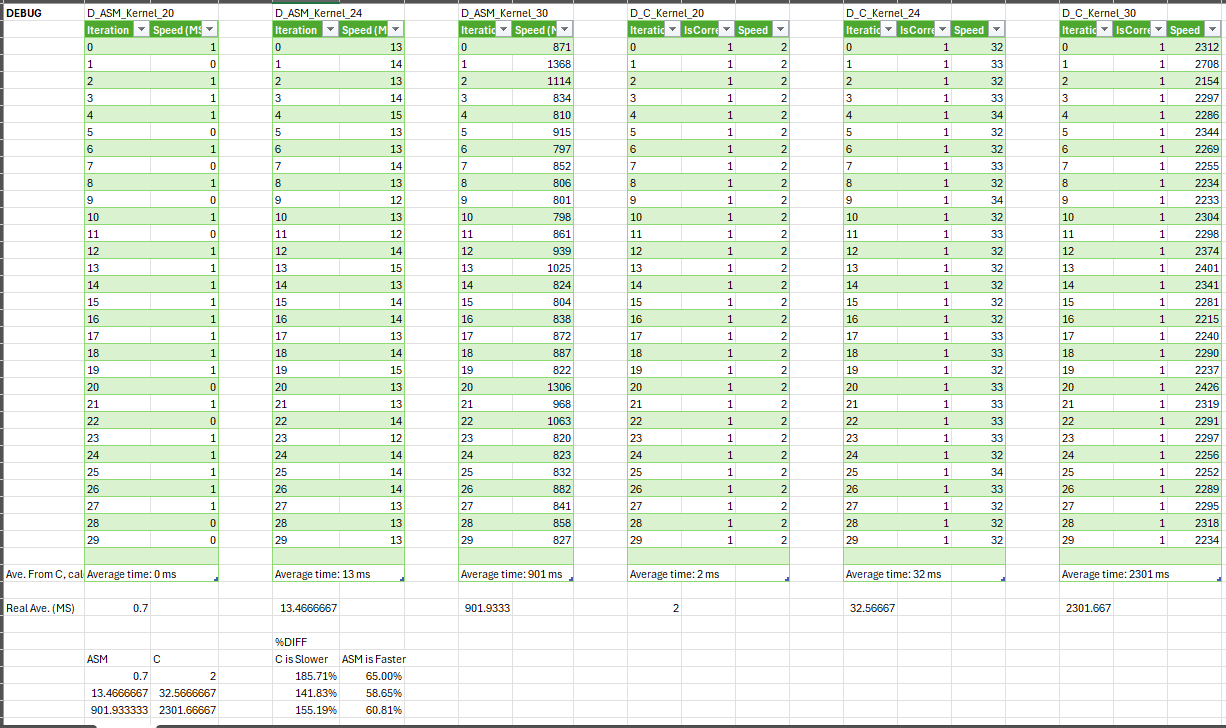 DEBUG D_ASM_Kernel_20 D_ASM_Kernel_24 D_ASM_Kernel_30 D_C_Kernel_20 D_C_Kernel_24 D_C_Kernel_30
Iteration Speed (MS Iteration Speed (M Iteratic Speed (M Iteratic IsCorre Speed Iteratic IsCorre Speed Iteratic IsCorre Speed
0 1 0 13 0 871 0 1 2 0 1 32 0 1 2312
1 0 1 14 1 1368 1 1 2 1 1 33 1 1 2708
2 1 2 13 2 1114 2 1 2 2 1 32 2 1 2154
3 1 3 14 3 834 3 1 2 3 1 33 3 1 2297
4 1 4 15 4 810 4 1 2 4 1 34 4 1 2286
5 0 5 13 5 915 5 1 2 5 1 32 5 1 2344
6 1 6 13 6 797 6 1 2 6 1 32 6 1 2269
7 0 7 14 7 852 7 1 2 7 1 33 7 1 2255
8 1 8 13 8 806 8 1 2 8 1 32 8 1 2234
9 0 9 12 9 801 9 1 2 9 1 34 9 1 2233
10 1 10 13 10 798 10 1 2 10 1 32 10 1 2304
11 0 11 12 11 861 11 1 2 11 1 33 11 1 2298
12 1 12 14 12 939 12 1 2 12 1 32 12 1 2374
13 1 13 15 13 1025 13 1 2 13 1 32 13 1 2401
14 1 14 13 14 824 14 1 2 14 1 32 14 1 2341
15 1 15 14 15 804 15 1 2 15 1 32 15 1 2281
16 1 16 14 16 838 16 1 2 16 1 32 16 1 2215
17 1 17 13 17 872 17 1 2 17 1 33 17 1 2240
18 1 18 14 18 887 18 1 2 18 1 33 18 1 2290
19 1 19 15 19 822 19 1 2 19 1 32 19 1 2237
20 0 20 13 20 1306 20 1 2 20 1 33 20 1 2426
21 1 21 13 21 968 21 1 2 21 1 33 21 1 2319
22 0 22 14 22 1063 22 1 2 22 1 33 22 1 2291
23 1 23 12 23 820 23 1 2 23 1 33 23 1 2297
24 1 24 14 24 823 24 1 2 24 1 32 24 1 2256
25 1 25 14 25 832 25 1 2 25 1 34 25 1 2252
26 1 26 14 26 882 26 1 2 26 1 33 26 1 2289
27 1 27 13 27 841 27 1 2 27 1 32 27 1 2295
28 0 28 13 28 858 28 1 2 28 1 32 28 1 2318
29 0 29 13 29 827 29 1 2 29 1 32 29 1 2234
Ave. From C, cal Average time: 0 ms Average time: 13 ms Average time: 901 ms Average time: 2 ms Average time: 32 ms Average time: 2301 ms
Real Ave. (MS) 0.7 13.4666667 901.9333 2 32.56667 2301.667
%DIFF
ASM C C is Slower ASM is Faster
0.7 2 185.71% 65.00%
13.4666667 32.5666667 141.83% 58.65%
901.933333 2301.66667 155.19% 60.81%